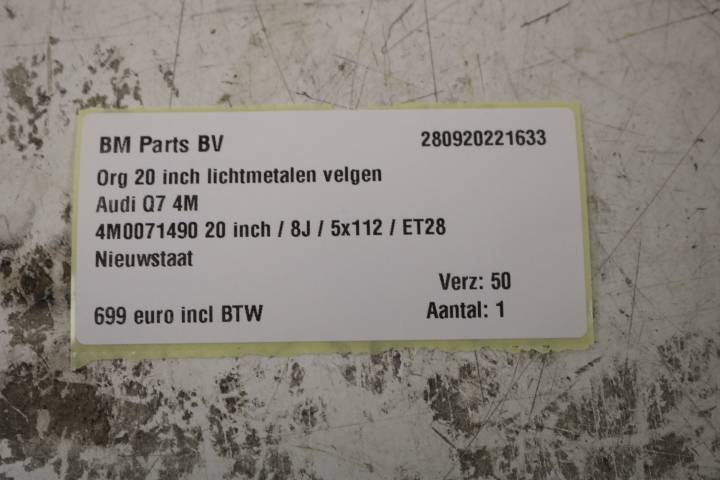 BM Parts BV 280920221633
Org 20 inch lichtmetalen velgen
Audi Q7 4M
4M0071490 20 inch / 8J / 5x112 / ET28
Nieuwstaat
Verz: 50
699 euro incl BTW Aantal: 1